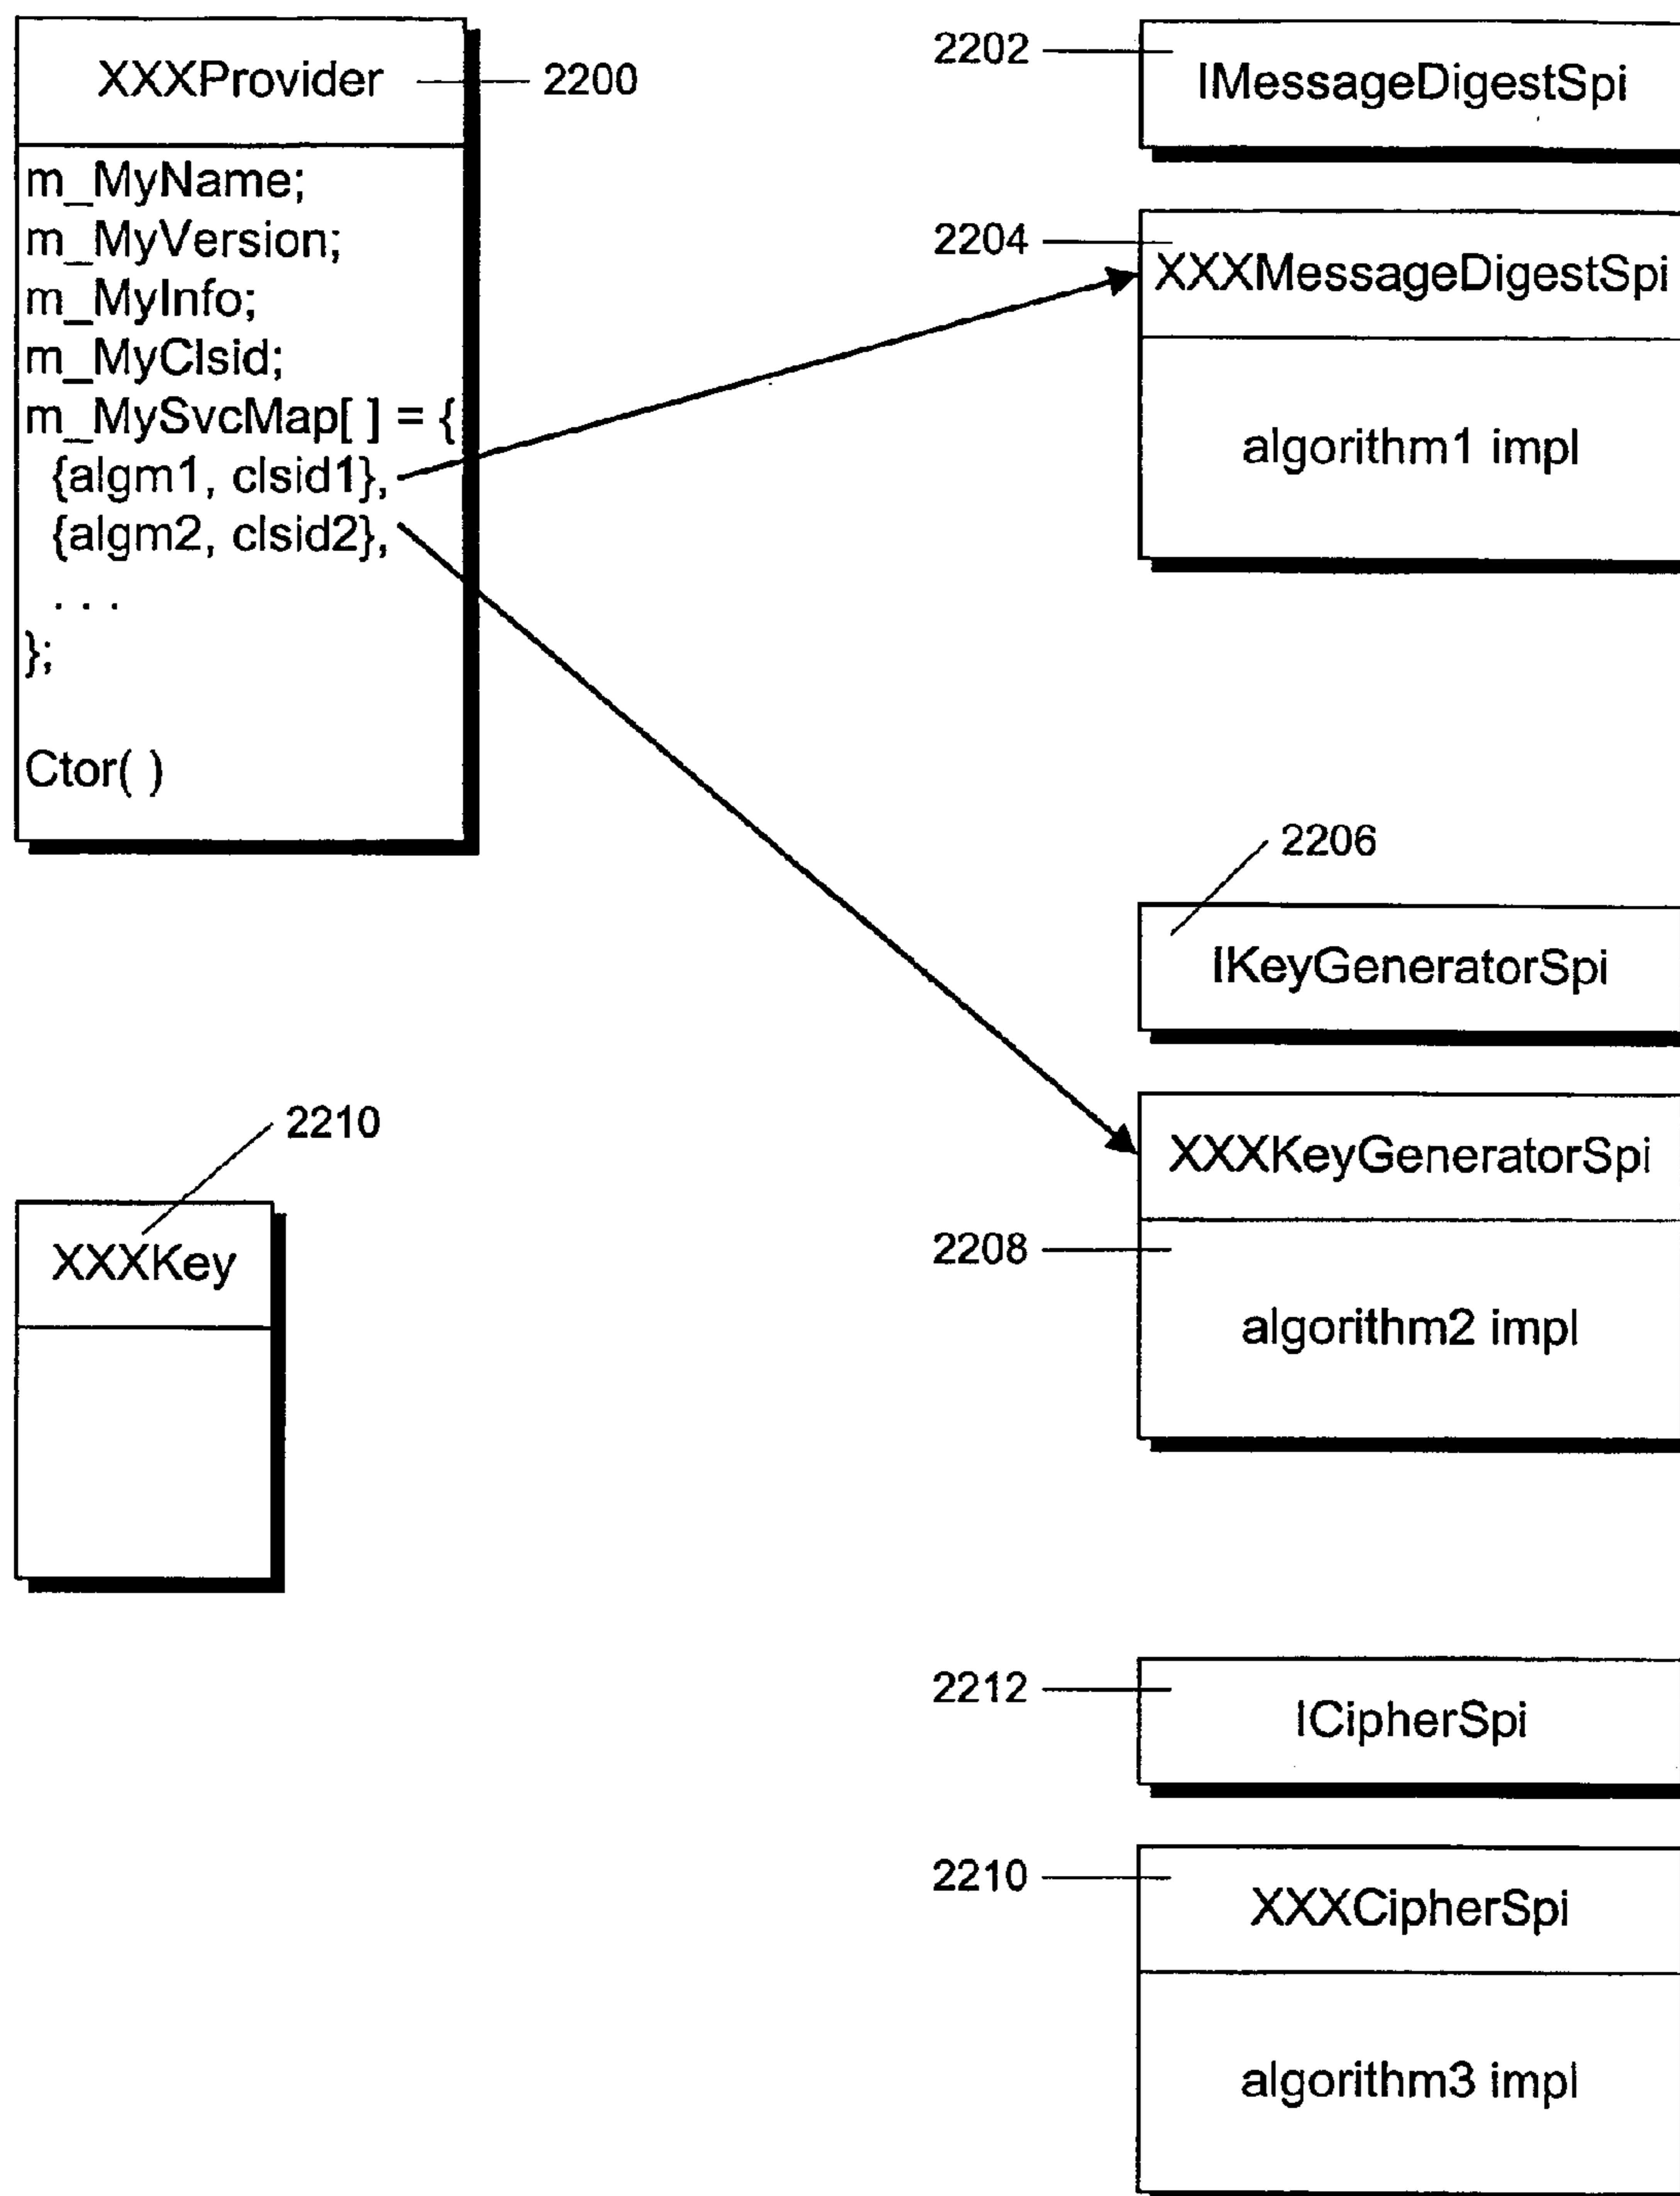 XXXProvider
2200
m_MyName;
m_MyVersion;
m_MyInfo;
m_MyClsid;
m_MySvcMap[ ] = {
{algm1, clsid1},
{algm2, clsid2},
. . .
};
Ctor( )
2202
IMessageDigestSpi
2204
XXXMessageDigestSpi
algorithm1 impl
2206
IKeyGeneratorSpi
XXXKeyGeneratorSpi
2208
algorithm2 impl
2210
XXXKey
2212
ICipherSpi
2210
XXXCipherSpi
algorithm3 impl